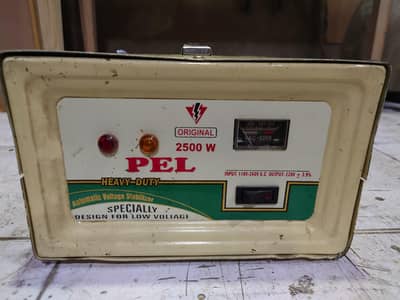 ORIGINAL
2500 W
PEL
HEAVY-DUTY
Automatic Voltage Stabilizer
SPECIALLY
DESIGN FOR LOW VOLTAGE